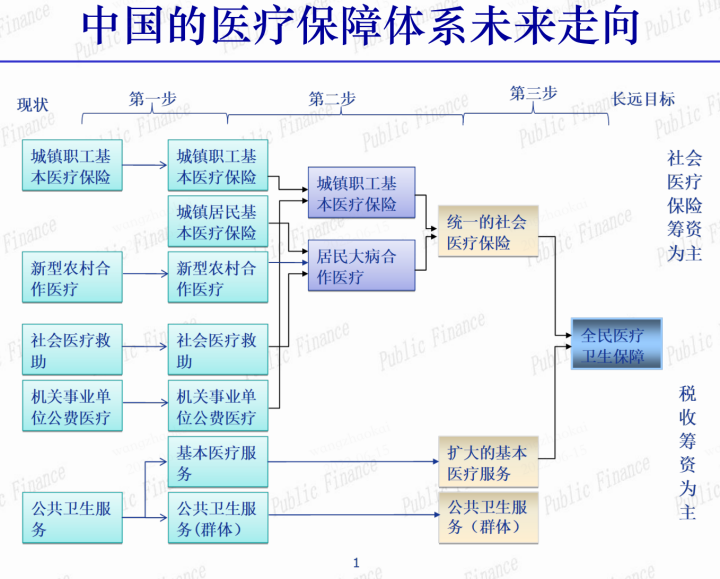 中国的医疗保障体系未来走向
现状
第一步
第二步
第三步
长远目标
城镇职工基
本医疗保险
新型农村合
作医疗
社会医疗救
助
机关事业单
位公费医疗
公共卫生服
务
城镇职工基
本医疗保险
城镇居民基
本医疗保险
新型农村合
作医疗
社会医疗救
助
机关事业单
位公费医疗
基本医疗服
务
公共卫生服
务(群体）
城镇职工基
本医疗保险
居民大病合
作医疗
统一的社会
医疗保险
扩大的基本
医疗服务
公共卫生服
务（群体）
全民医疗
卫生保障
社会
医疗
保险
筹资
为主
税
收
筹
资
为
主
1
Public Finance